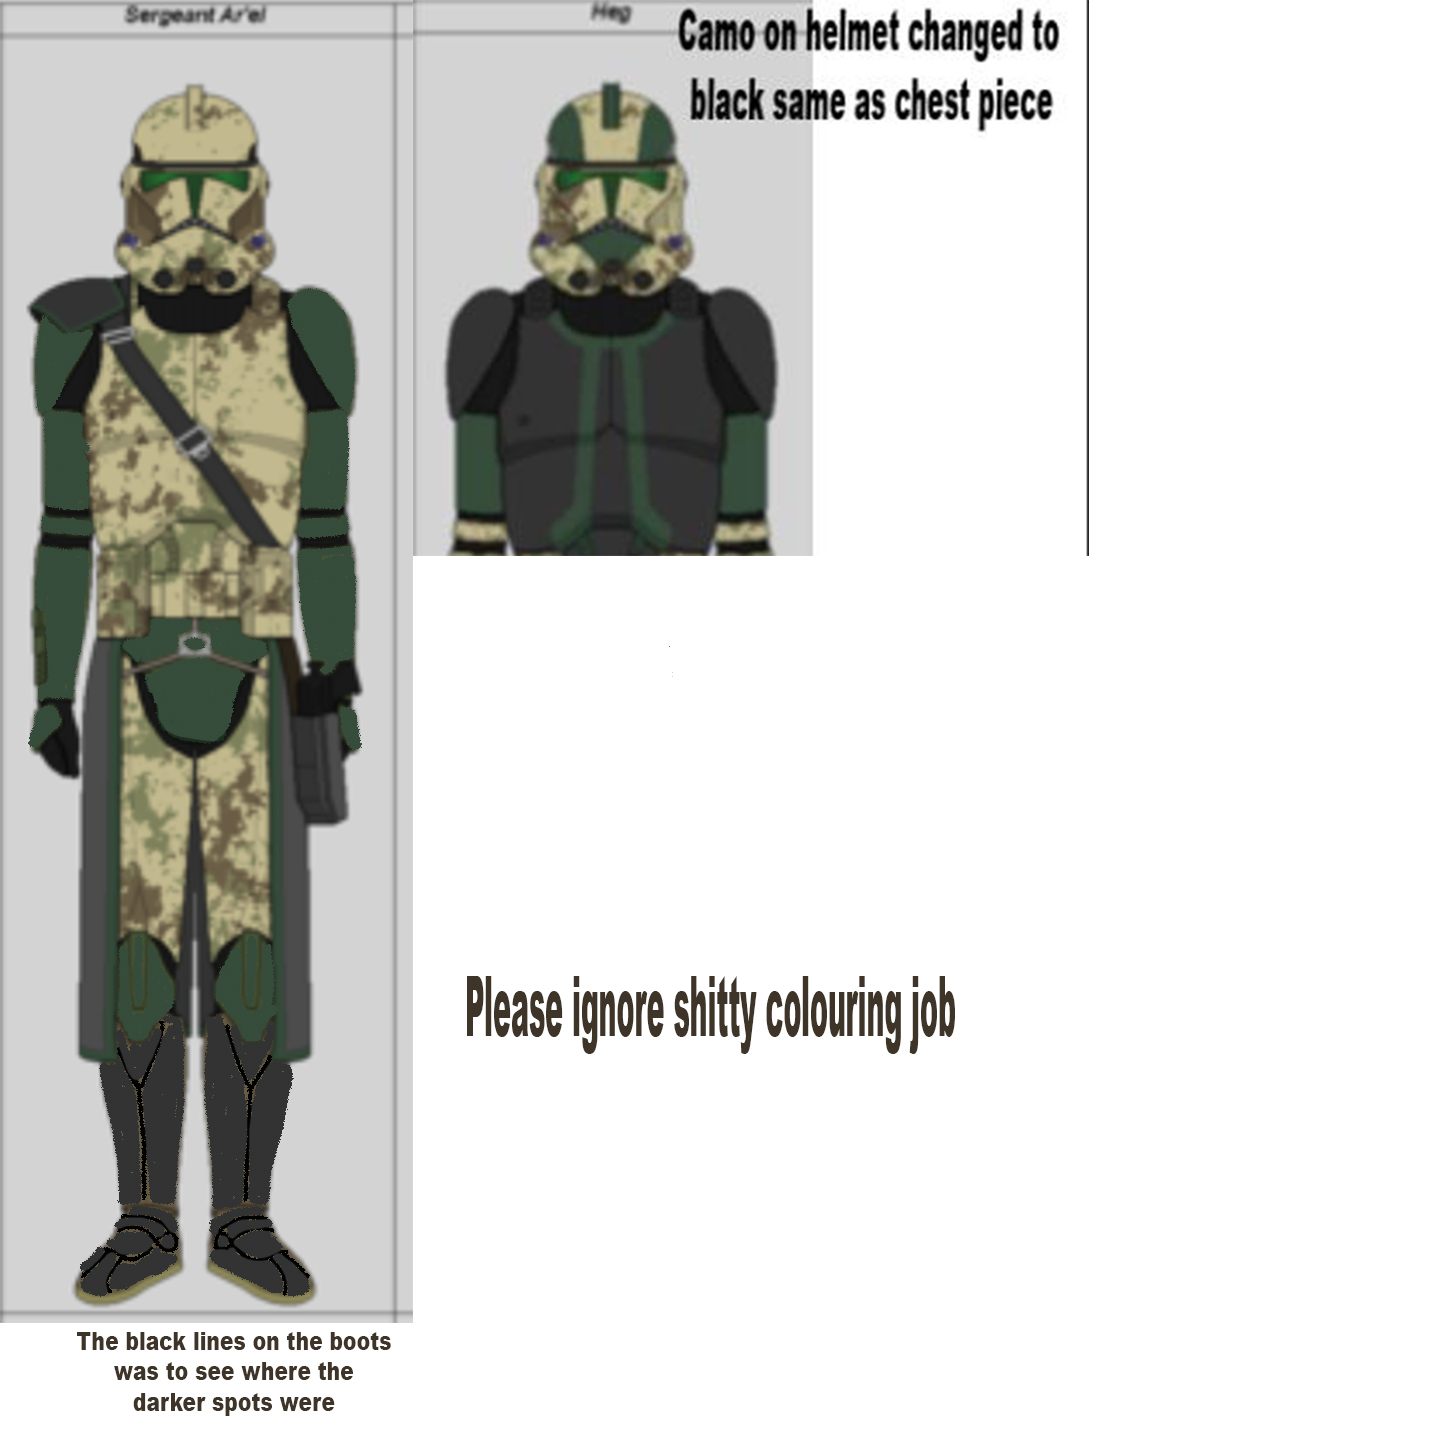 Sergeant Ar'el
Heg
Camo on helmet changed to
black same as chest piece
Please ignore shitty colouring job
The black lines on the boots
was to see where the
darker spots were